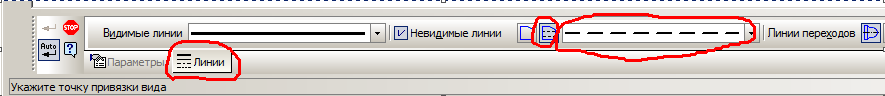 STOP
Видимые линии
Невидимые линии
Линии переходов
Auto
Параметры
Линии
Укажите точку привязки вида